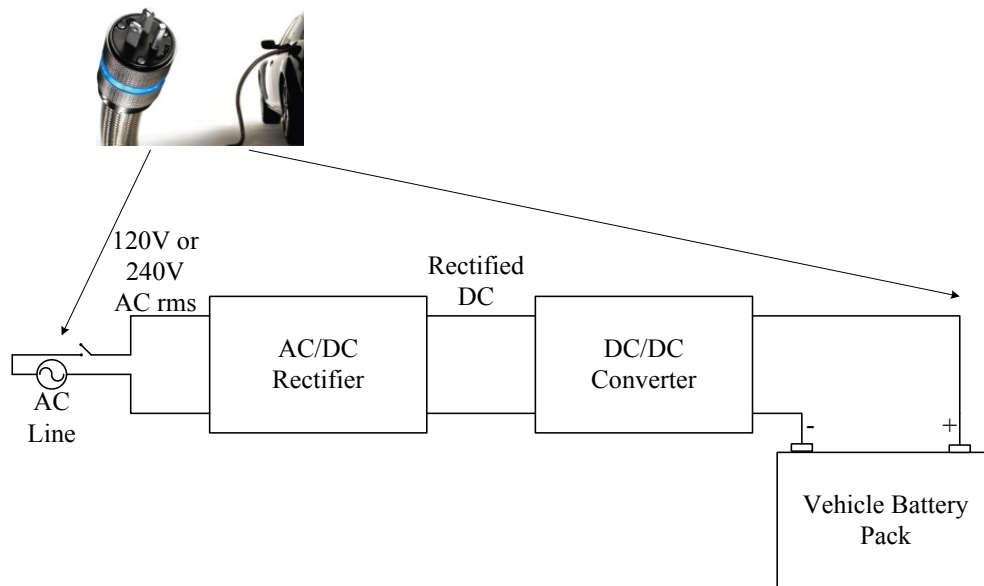 120V or
240V
AC rms
Rectified
DC
AC/DC
Rectifier
DC/DC
Converter
AC
Line
-
+
Vehicle Battery
Pack